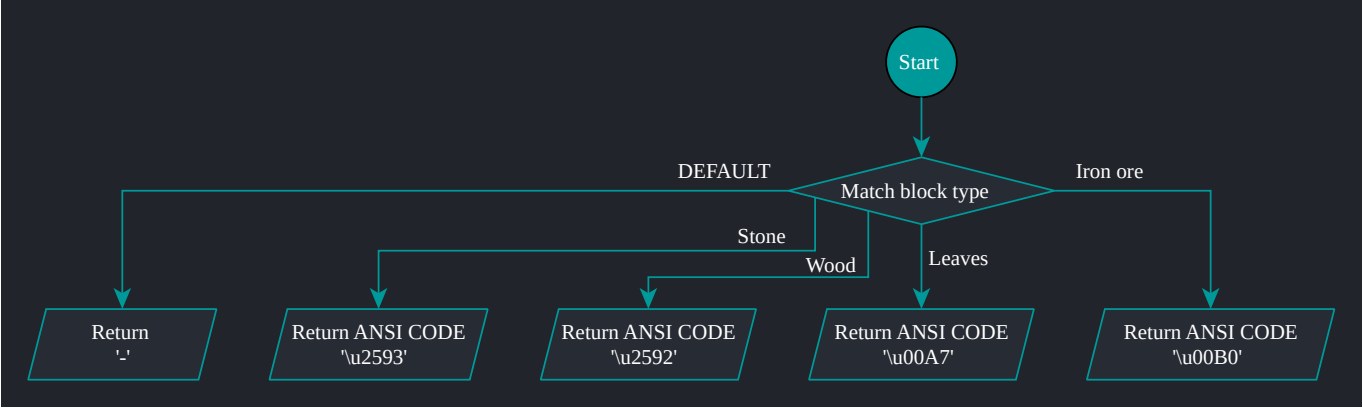 Start
DEFAULT
Match block type
Iron ore
Stone
Wood
Leaves
Return
'-'
Return ANSI CODE
'\u2593'
Return ANSI CODE
'\u2592'
Return ANSI CODE
'\u00A7'
Return ANSI CODE
'\u00B0'